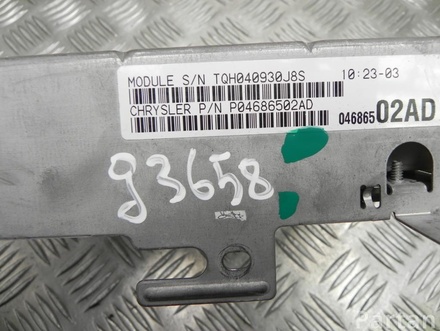 MODULE S/N TQH040930J8S 10-23-03
CHRYSLER P/N P04686502AD
04686502AD
93658